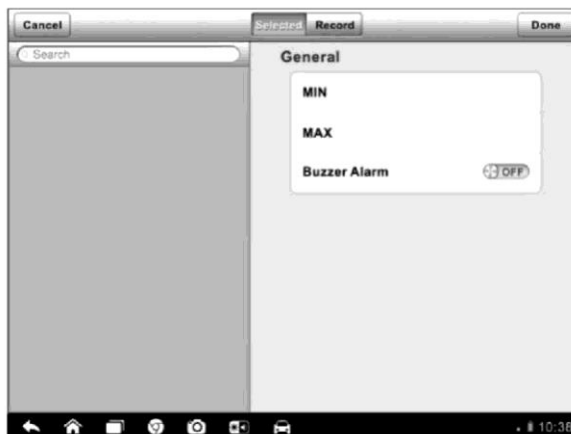 Cancel
Selected Record
Done
Search
General
MIN
MAX
Buzzer Alarm OFF
10:38